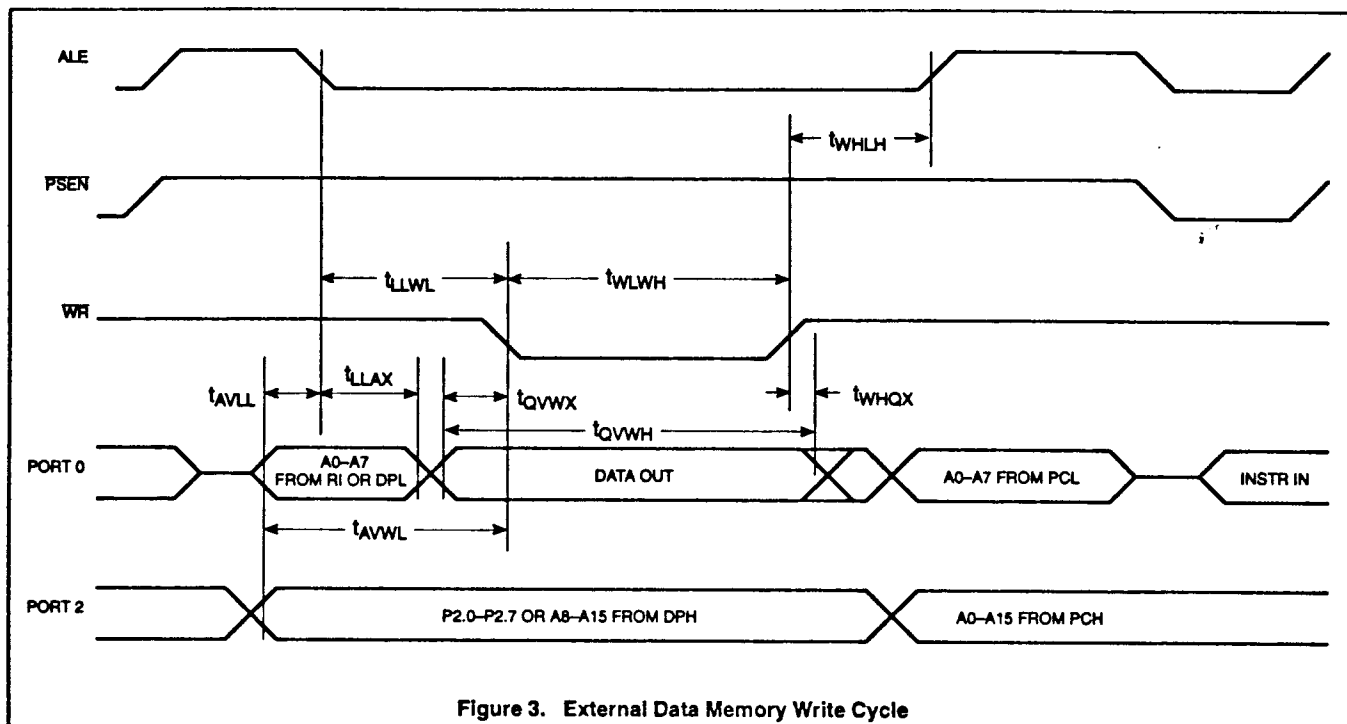 ALE
tWHLH
PSEN
tLLWL
tWLWH
WR
tAVLL
tLLAX
tQVWX
tWHQX
tQVWH
PORT 0
A0–A7
FROM RI OR DPL
DATA OUT
A0–A7 FROM PCL
INSTR IN
tAVWL
PORT 2
P2.0–P2.7 OR A8–A15 FROM DPH
A0–A15 FROM PCH
Figure 3. External Data Memory Write Cycle